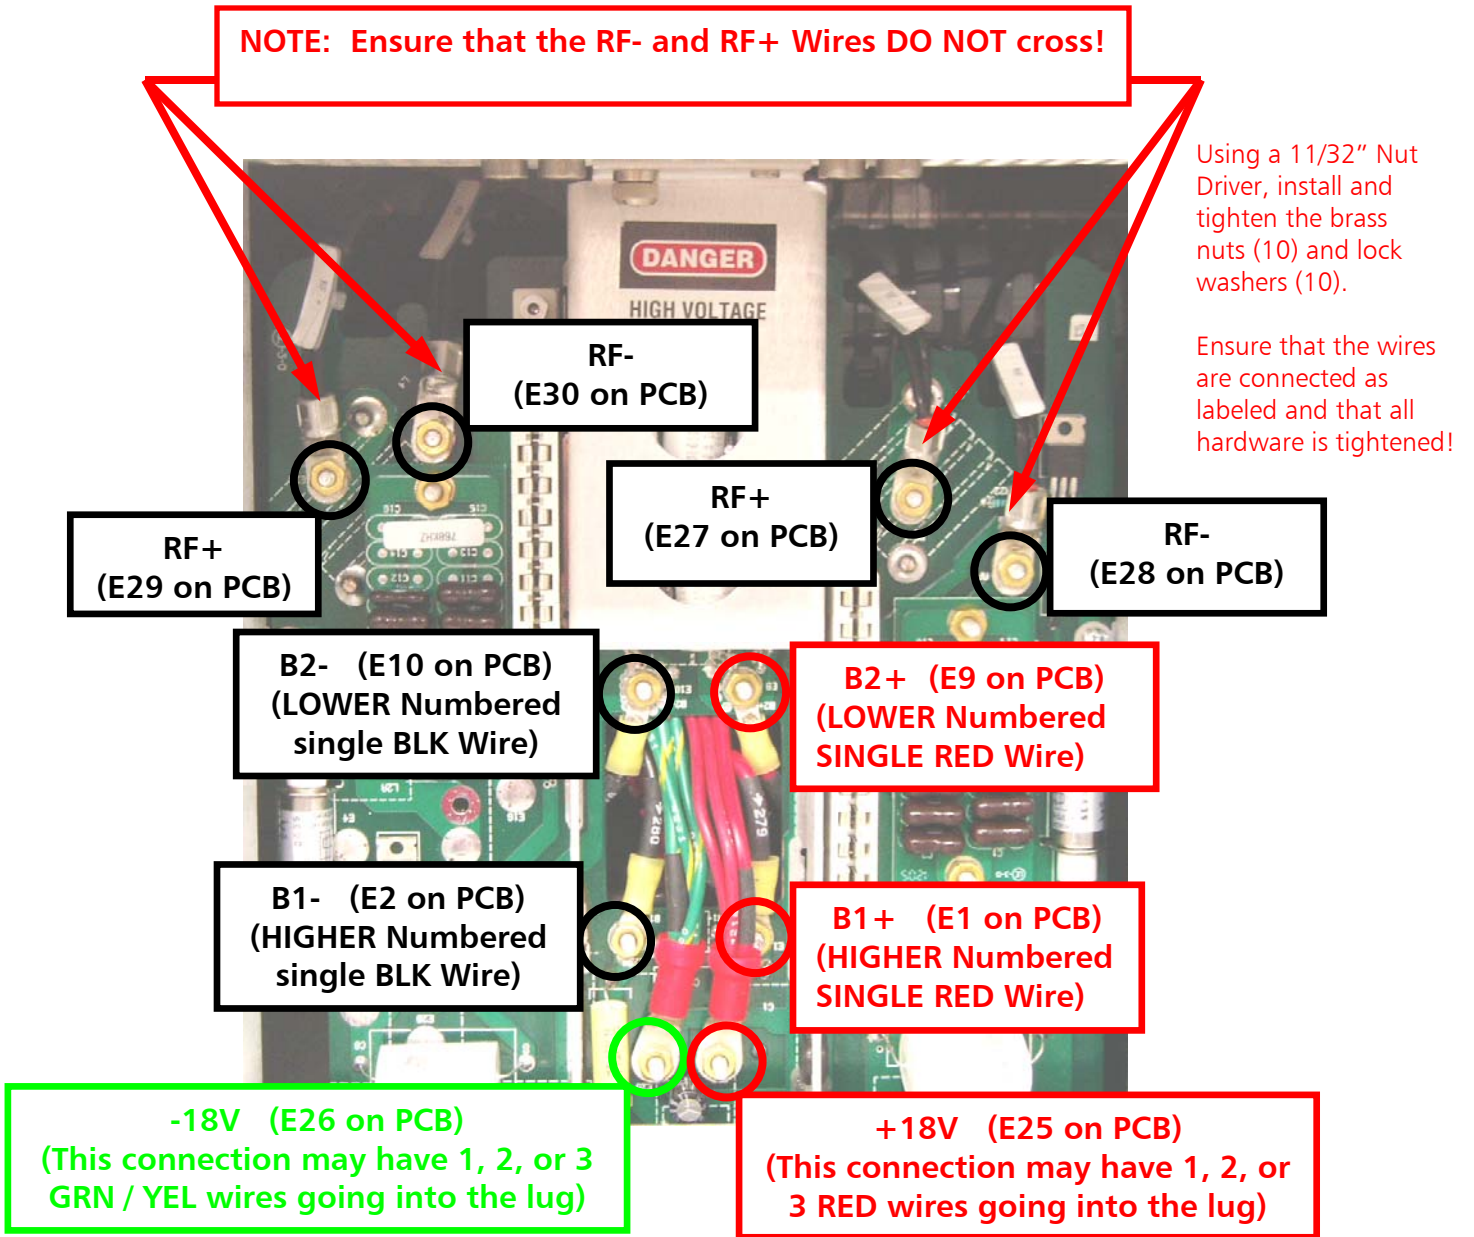 NOTE: Ensure that the RF- and RF+ Wires DO NOT cross!
Using a 11/32” Nut
Driver, install and
tighten the brass
nuts (10) and lock
washers (10).
Ensure that the wires
are connected as
labeled and that all
hardware is tightened!
DANGER
HIGH VOLTAGE
RF-
(E30 on PCB)
RF+
(E27 on PCB)
RF+
(E29 on PCB)
RF-
(E28 on PCB)
768KHZ
B2- (E10 on PCB)
(LOWER Numbered
single BLK Wire)
B2+ (E9 on PCB)
(LOWER Numbered
SINGLE RED Wire)
280
279
B1- (E2 on PCB)
(HIGHER Numbered
single BLK Wire)
B1+ (E1 on PCB)
(HIGHER Numbered
SINGLE RED Wire)
-18V (E26 on PCB)
(This connection may have 1, 2, or 3
GRN / YEL wires going into the lug)
+18V (E25 on PCB)
(This connection may have 1, 2, or
3 RED wires going into the lug)